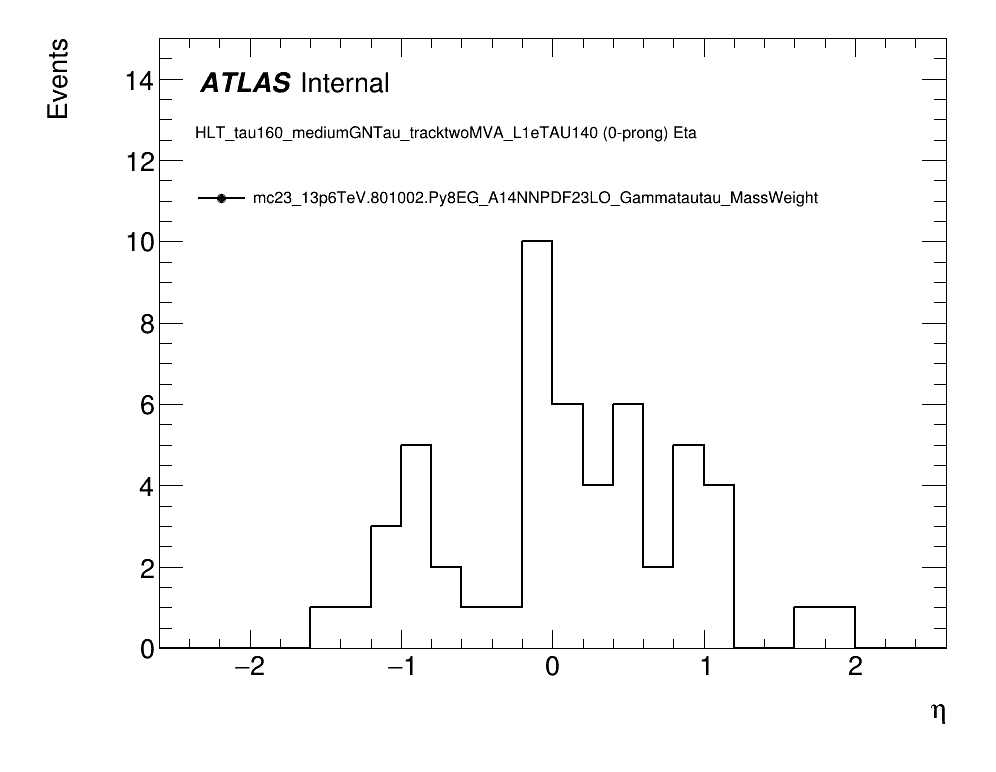 Events
ATLAS Internal
HLT_tau160_mediumGNTau_tracktwoMVA_L1eTAU140 (0-prong) Eta
mc23_13p6TeV.801002.Py8EG_A14NNPDF23LO_Gammatautau_MassWeight
14
12
10
8
6
4
2
0
−2 −1 0 1 2
η